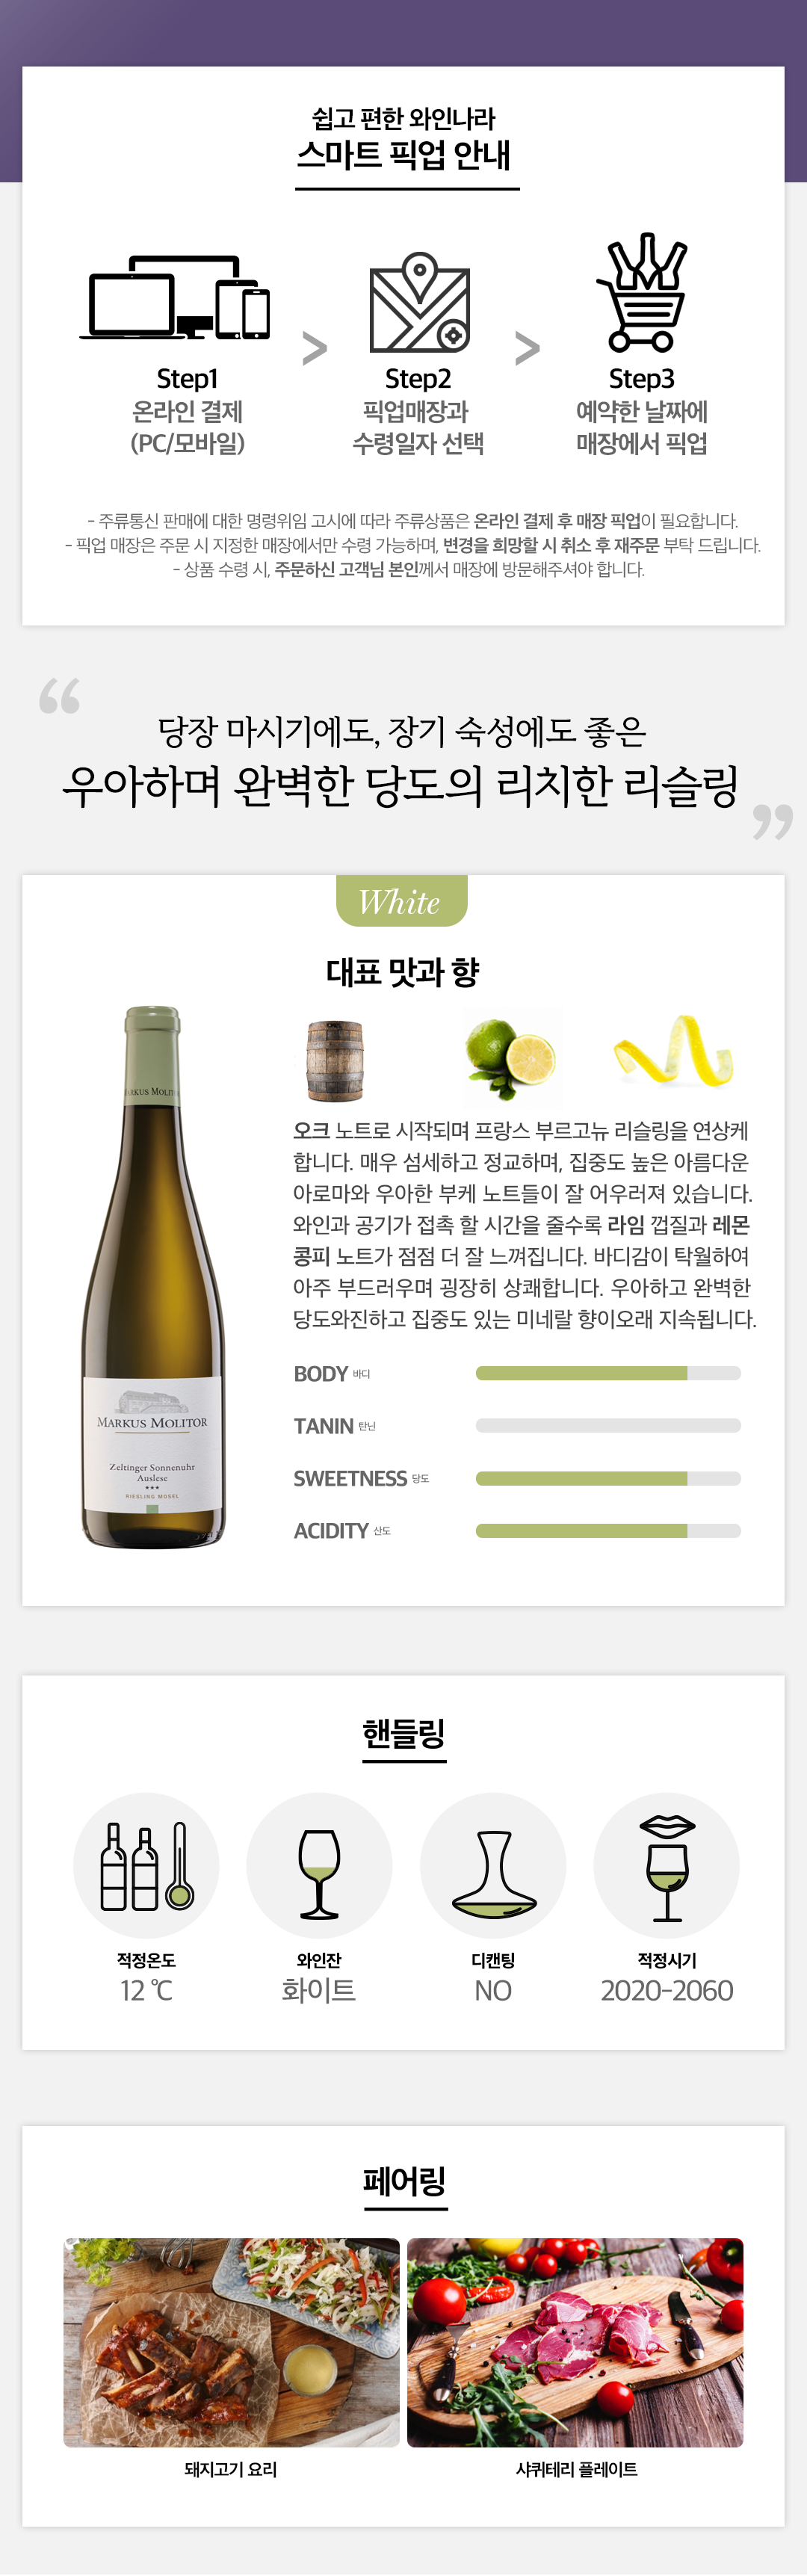 쉽고 편한 와인나라
스마트 픽업 안내
Step1
온라인 결제
(PC/모바일)
>
Step2
픽업매장과
수령일자 선택
>
Step3
예약한 날짜에
매장에서 픽업
- 주류통신 판매에 대한 명령위임 고시에 따라 주류상품은 온라인 결제 후 매장 픽업이 필요합니다.
- 픽업 매장은 주문 시 지정한 매장에서만 수령 가능하며, 변경을 희망할 시 취소 후 재주문 부탁 드립니다.
- 상품 수령 시, 주문하신 고객님 본인께서 매장에 방문해주셔야 합니다.
“
당장 마시기에도, 장기 숙성에도 좋은
우아하며 완벽한 당도의 리치한 리슬링
”
White
대표 맛과 향
오크 노트로 시작되며 프랑스 부르고뉴 리슬링을 연상케
합니다. 매우 섬세하고 정교하며, 집중도 높은 아름다운
아로마와 우아한 부케 노트들이 잘 어우러져 있습니다.
와인과 공기가 접촉 할 시간을 줄수록 라임 껍질과 레몬
콩피 노트가 점점 더 잘 느껴집니다. 바디감이 탁월하여
아주 부드러우며 굉장히 상쾌합니다. 우아하고 완벽한
당도와진하고 집중도 있는 미네랄 향이오래 지속됩니다.
MARKUS MOLITOR
Zeltinger Sonnenuhr
Auslese
★★★
RIESLING MOSEL
BODY 바디
TANIN 탄닌
SWEETNESS 당도
ACIDITY 산도
핸들링
적정온도
12 ℃
와인잔
화이트
디캔팅
NO
적정시기
2020-2060
페어링
돼지고기 요리
샤퀴테리 플레이트